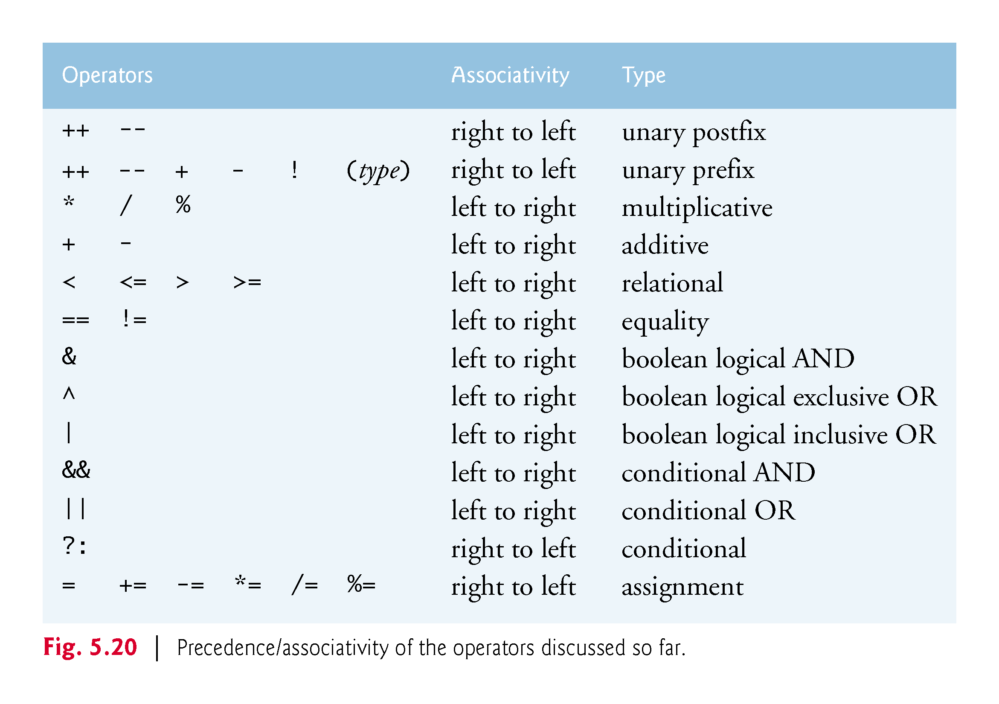 Operators Associativity Type
++ -- right to left unary postfix
++ -- + - ! (type) right to left unary prefix
* / % left to right multiplicative
+ - left to right additive
< <= > >= left to right relational
== != left to right equality
& left to right boolean logical AND
^ left to right boolean logical exclusive OR
| left to right boolean logical inclusive OR
&& left to right conditional AND
|| left to right conditional OR
?: right to left conditional
= += -= *= /= %= right to left assignment
Fig. 5.20 | Precedence/associativity of the operators discussed so far.